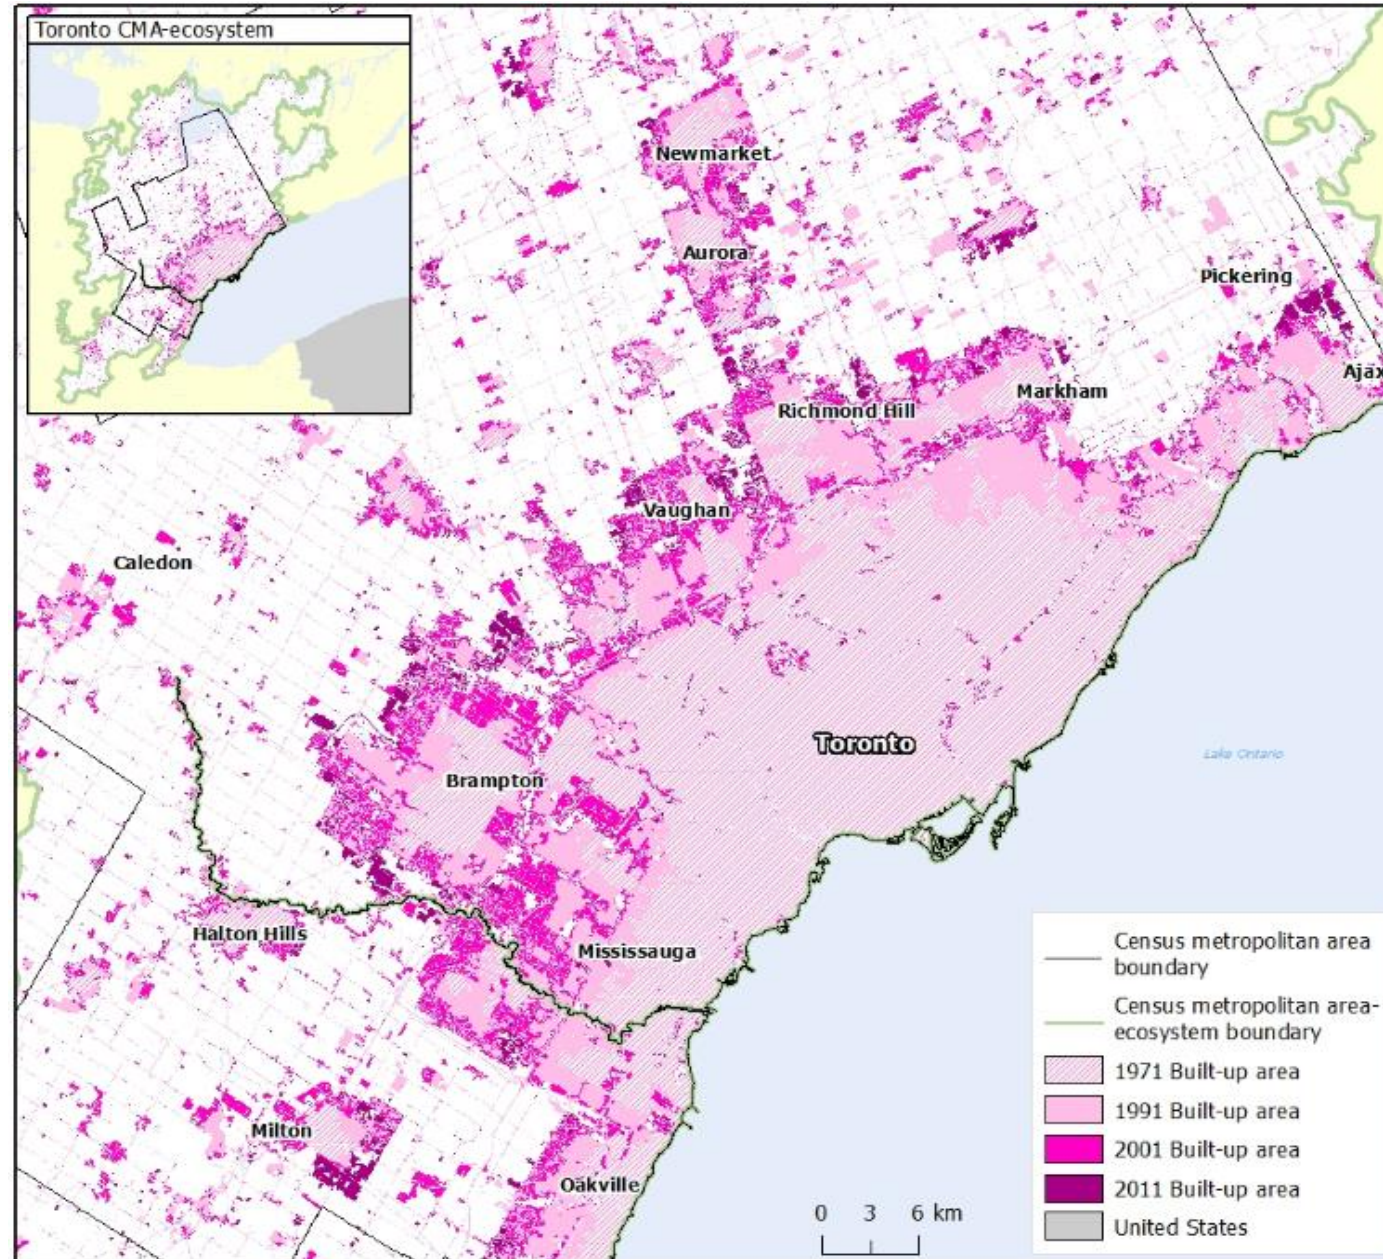 Toronto CMA-ecosystem
Newmarket
Aurora
Pickering
Ajax
Markham
Richmond Hill
Vaughan
Caledon
Toronto
Lake Ontario
Brampton
Halton Hills
Mississauga
Milton
Oakville
0 3 6 km
Census metropolitan area
boundary
Census metropolitan area-
ecosystem boundary
1971 Built-up area
1991 Built-up area
2001 Built-up area
2011 Built-up area
United States